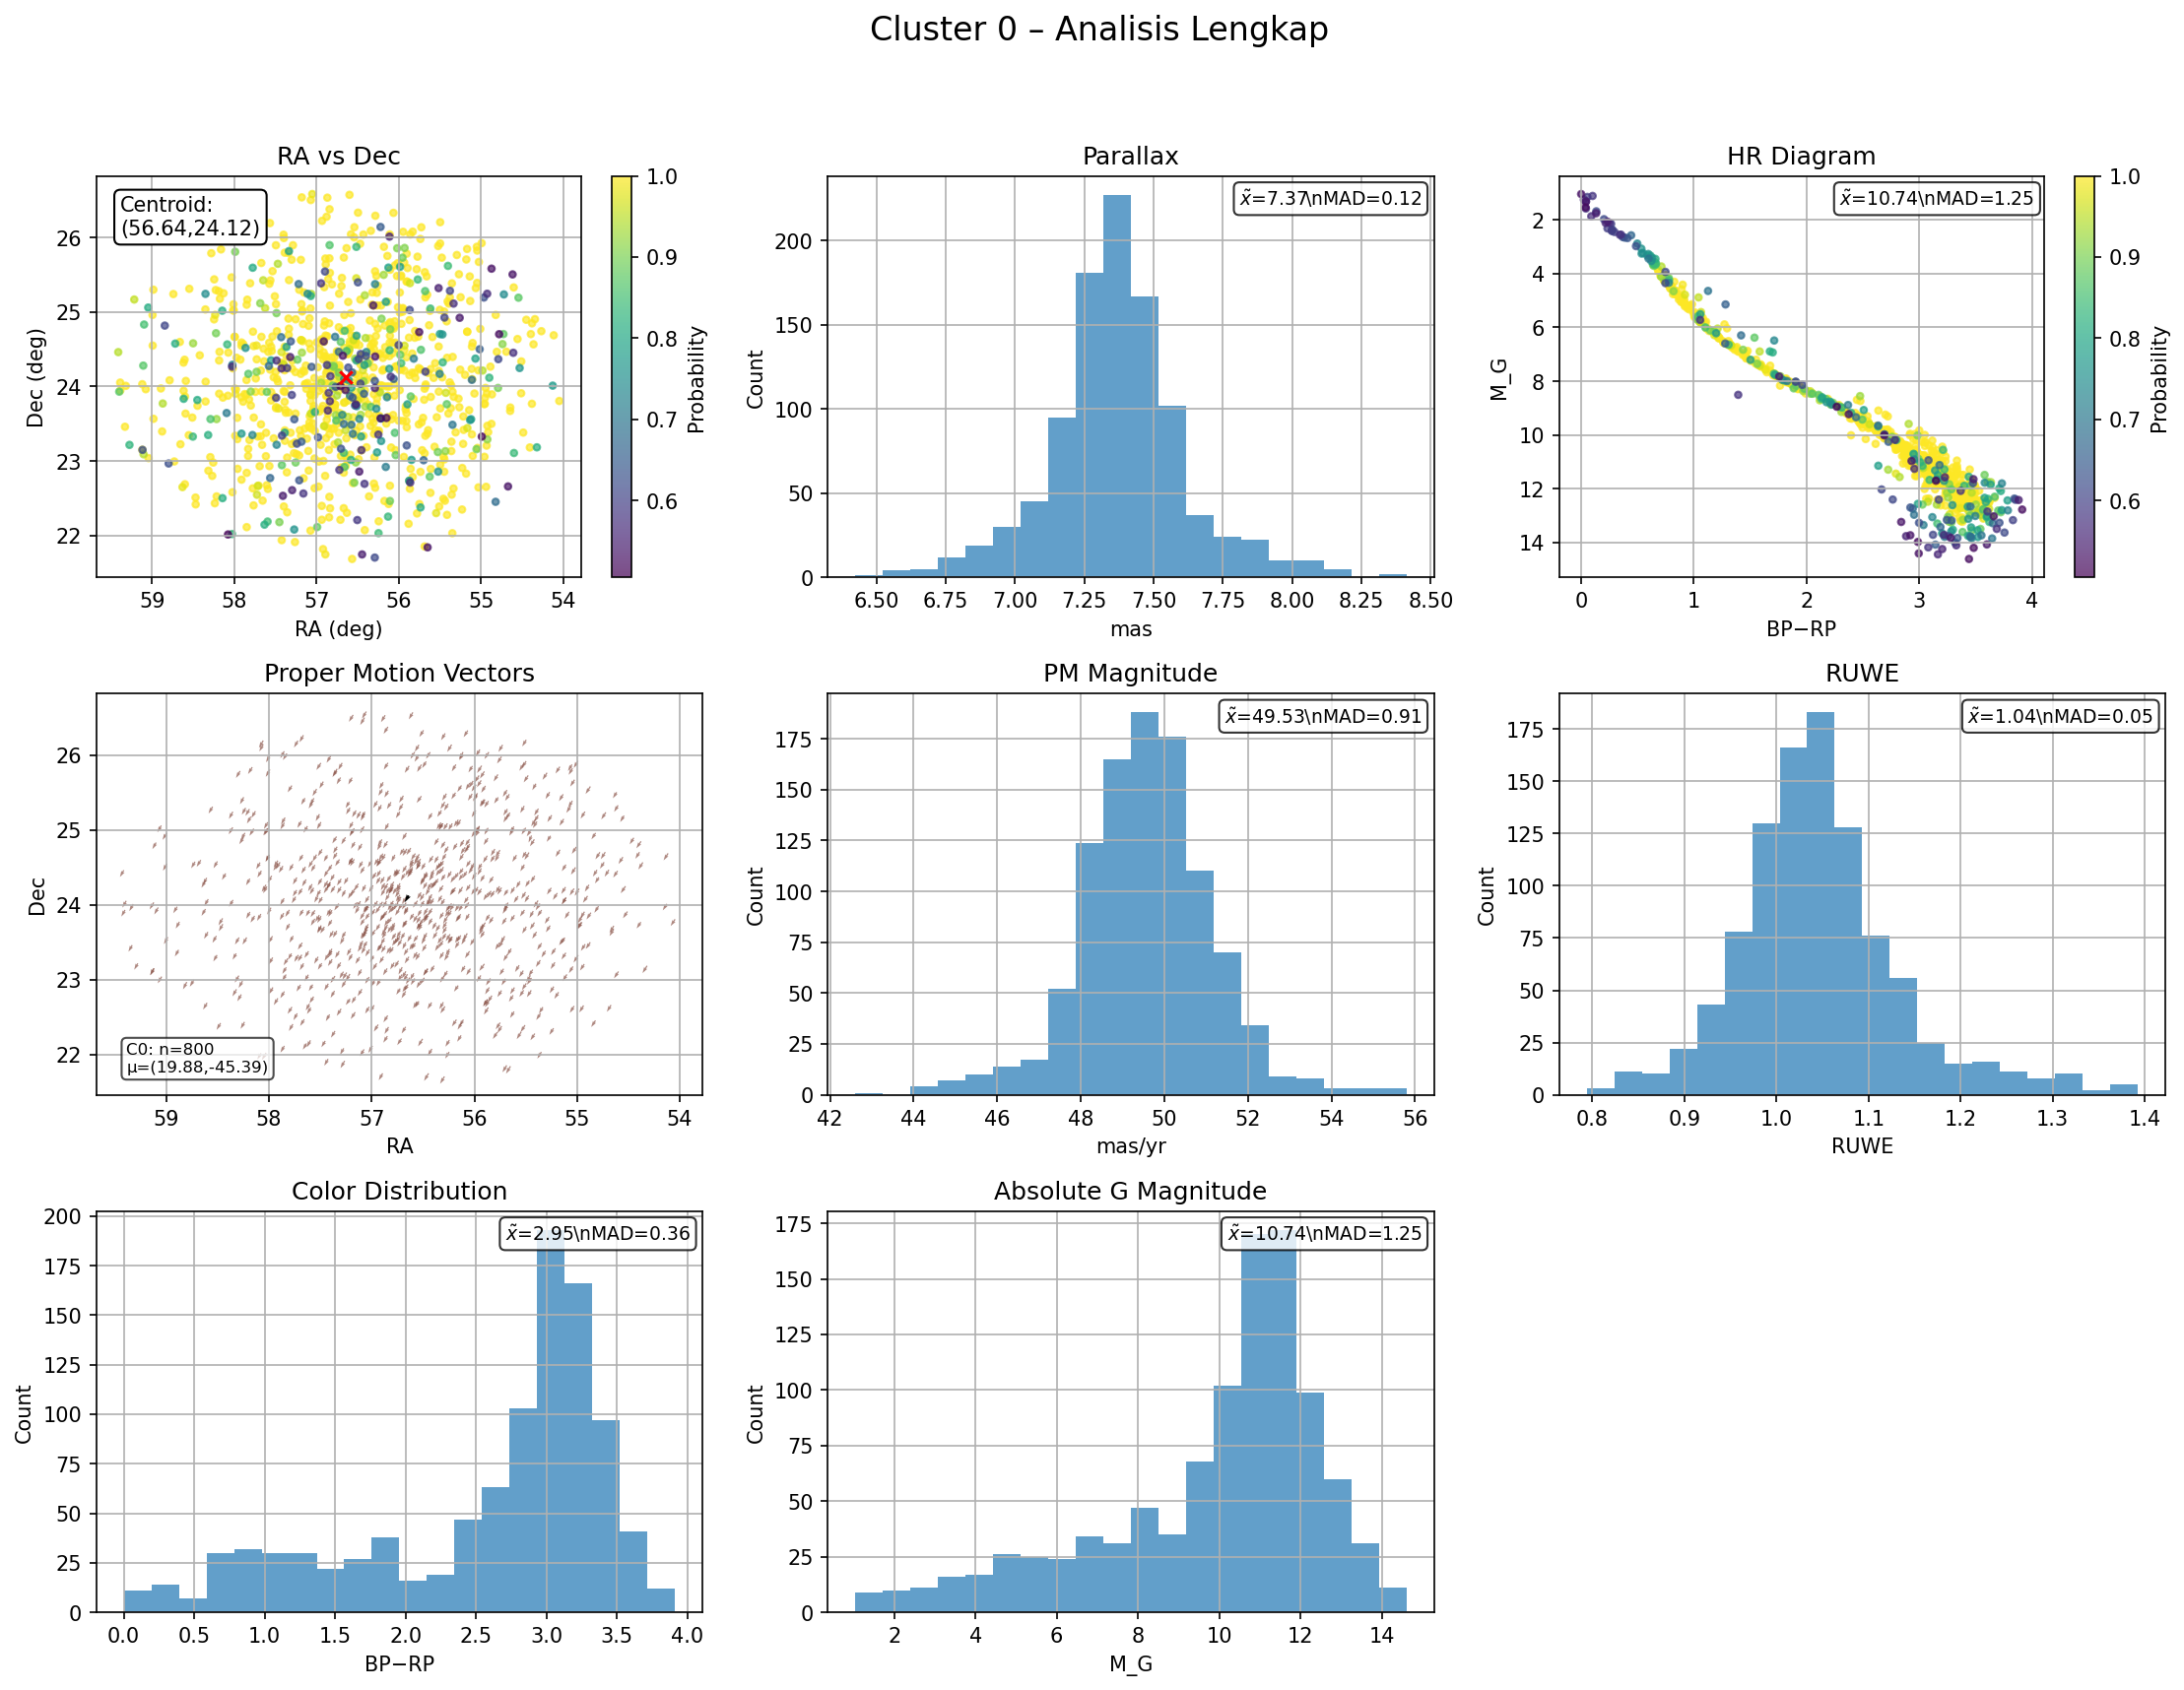 Cluster 0 – Analisis Lengkap
RA vs Dec
Centroid:
(56.64,24.12)
Dec (deg)
26
25
24
23
22
59 58 57 56 55 54
RA (deg)
1.0
0.9
0.8
0.7
0.6
Probability
Parallax
x̃=7.37\nMAD=0.12
Count
200
150
100
50
0
6.50 6.75 7.00 7.25 7.50 7.75 8.00 8.25 8.50
mas
HR Diagram
x̃=10.74\nMAD=1.25
M_G
2
4
6
8
10
12
14
0 1 2 3 4
BP−RP
1.0
0.9
0.8
0.7
0.6
Probability
Proper Motion Vectors
Dec
26
25
24
23
22
C0: n=800
μ=(19.88,-45.39)
59 58 57 56 55 54
RA
PM Magnitude
x̃=49.53\nMAD=0.91
Count
175
150
125
100
75
50
25
0
42 44 46 48 50 52 54 56
mas/yr
RUWE
x̃=1.04\nMAD=0.05
Count
175
150
125
100
75
50
25
0
0.8 0.9 1.0 1.1 1.2 1.3 1.4
RUWE
Color Distribution
x̃=2.95\nMAD=0.36
Count
200
175
150
125
100
75
50
25
0
0.0 0.5 1.0 1.5 2.0 2.5 3.0 3.5 4.0
BP−RP
Absolute G Magnitude
x̃=10.74\nMAD=1.25
Count
175
150
125
100
75
50
25
0
2 4 6 8 10 12 14
M_G